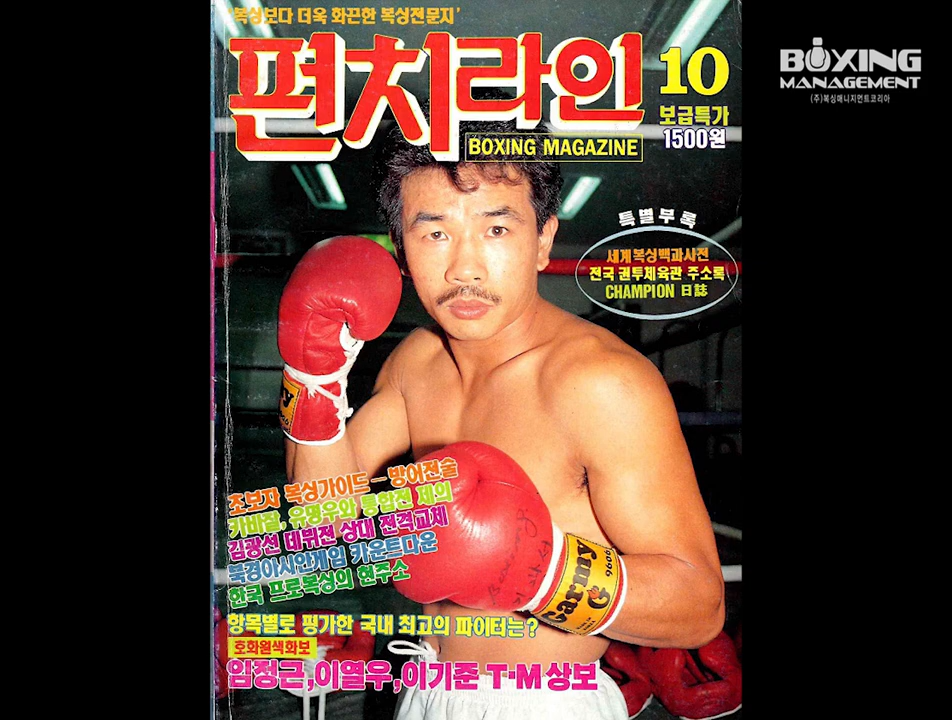 '복싱보다 더욱 화끈한 복싱전문지'
펀치라인
BOXING MAGAZINE
10
보급특가
1500원
BOXING
MANAGEMENT
(주)복싱매니지먼트코리아
특별부록
세계복싱백과사전
전국 권투체육관 주소록
CHAMPION 日誌
초보자 복싱가이드-방어전술
카바잘, 유명우와 통합전 제의
김광선 데뷔전 상대 전격교체
북경아시안게임 카운트다운
한국 프로복싱의 현주소
Garmy
G
9606
항목별로 평가한 국내 최고의 파이터는?
호화원색화보
임정근,이열우,이기준 T·M상보